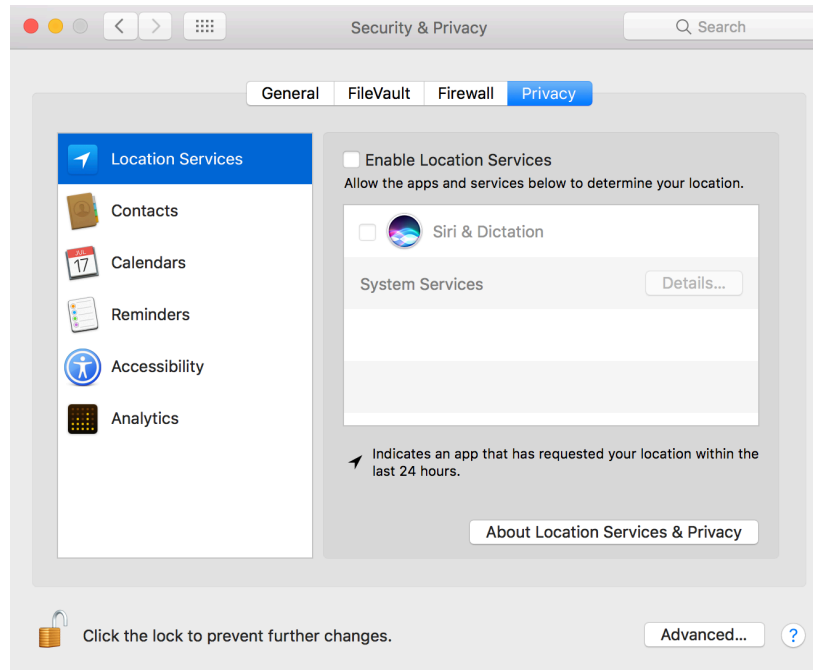 Security & Privacy
Search
General
FileVault
Firewall
Privacy
Location Services
Contacts
JUL
17
Calendars
Reminders
Accessibility
Analytics
Enable Location Services
Allow the apps and services below to determine your location.
Siri & Dictation
System Services
Details...
Indicates an app that has requested your location within the
last 24 hours.
About Location Services & Privacy
Click the lock to prevent further changes.
Advanced...
?